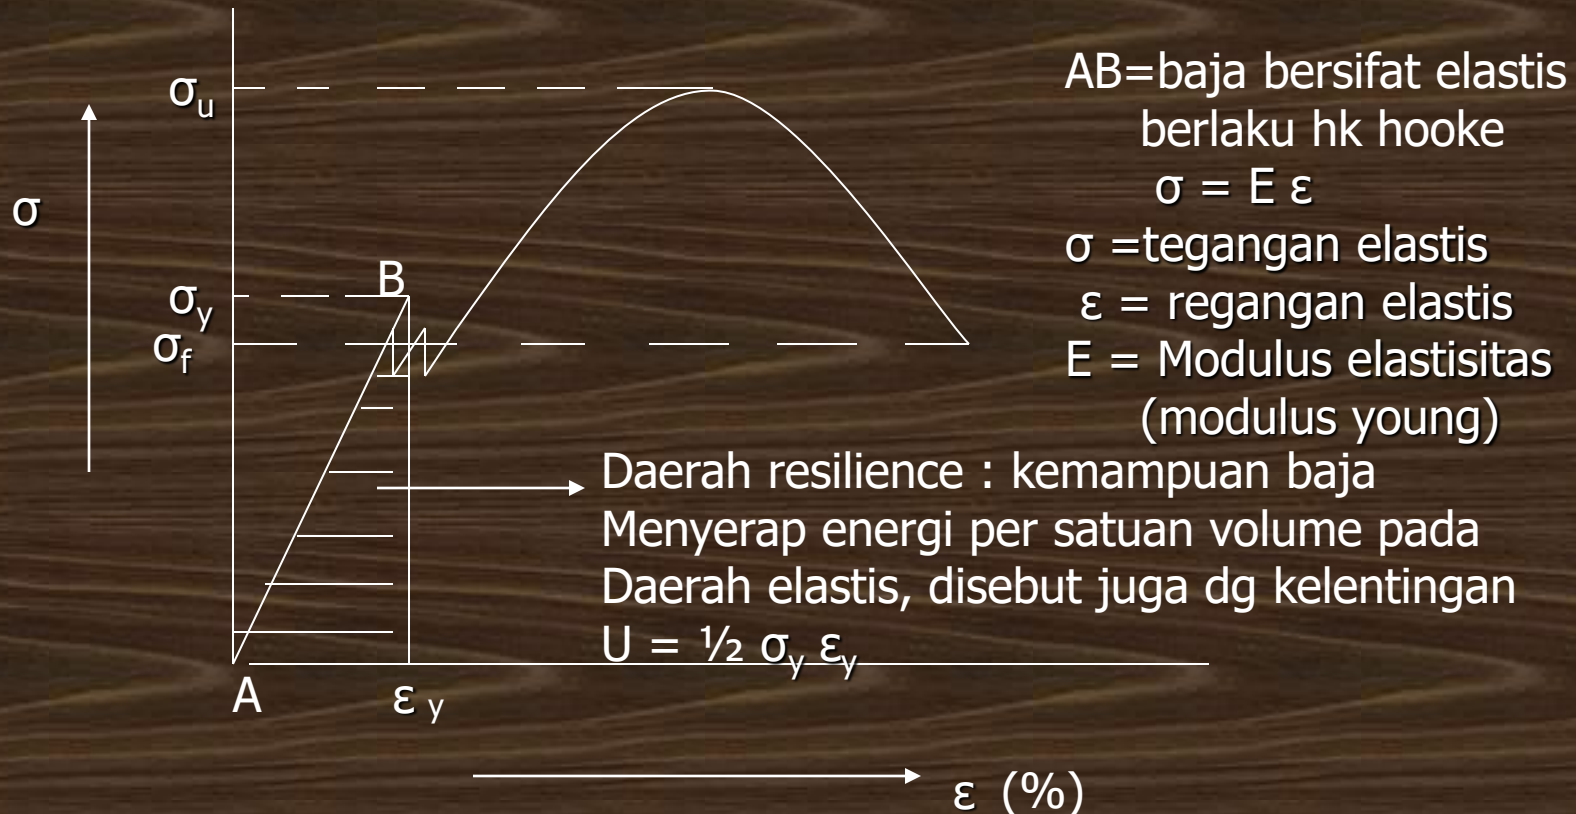 σ
σu
σy
σf
B
A
ε y
ε (%)
AB=baja bersifat elastis
berlaku hk hooke
σ = E ε
σ =tegangan elastis
ε = regangan elastis
E = Modulus elastisitas
(modulus young)
Daerah resilience : kemampuan baja
Menyerap energi per satuan volume pada
Daerah elastis, disebut juga dg kelentingan
U = ½ σy εy